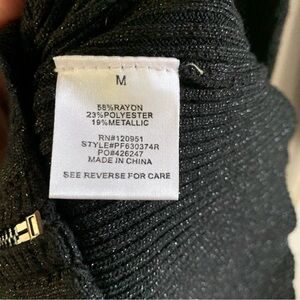 M
58%RAYON
23%POLYESTER
19%METALLIC
RN#120951
STYLE#PF630374R
PO#426247
MADE IN CHINA
SEE REVERSE FOR CARE